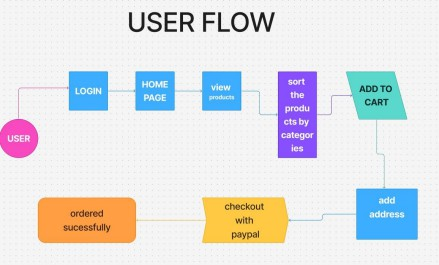 USER FLOW
USER
LOGIN
HOME
PAGE
view
products
sort
the
produ
cts by
categor
ies
ADD TO
CART
add
address
checkout
with
paypal
ordered
sucessfully